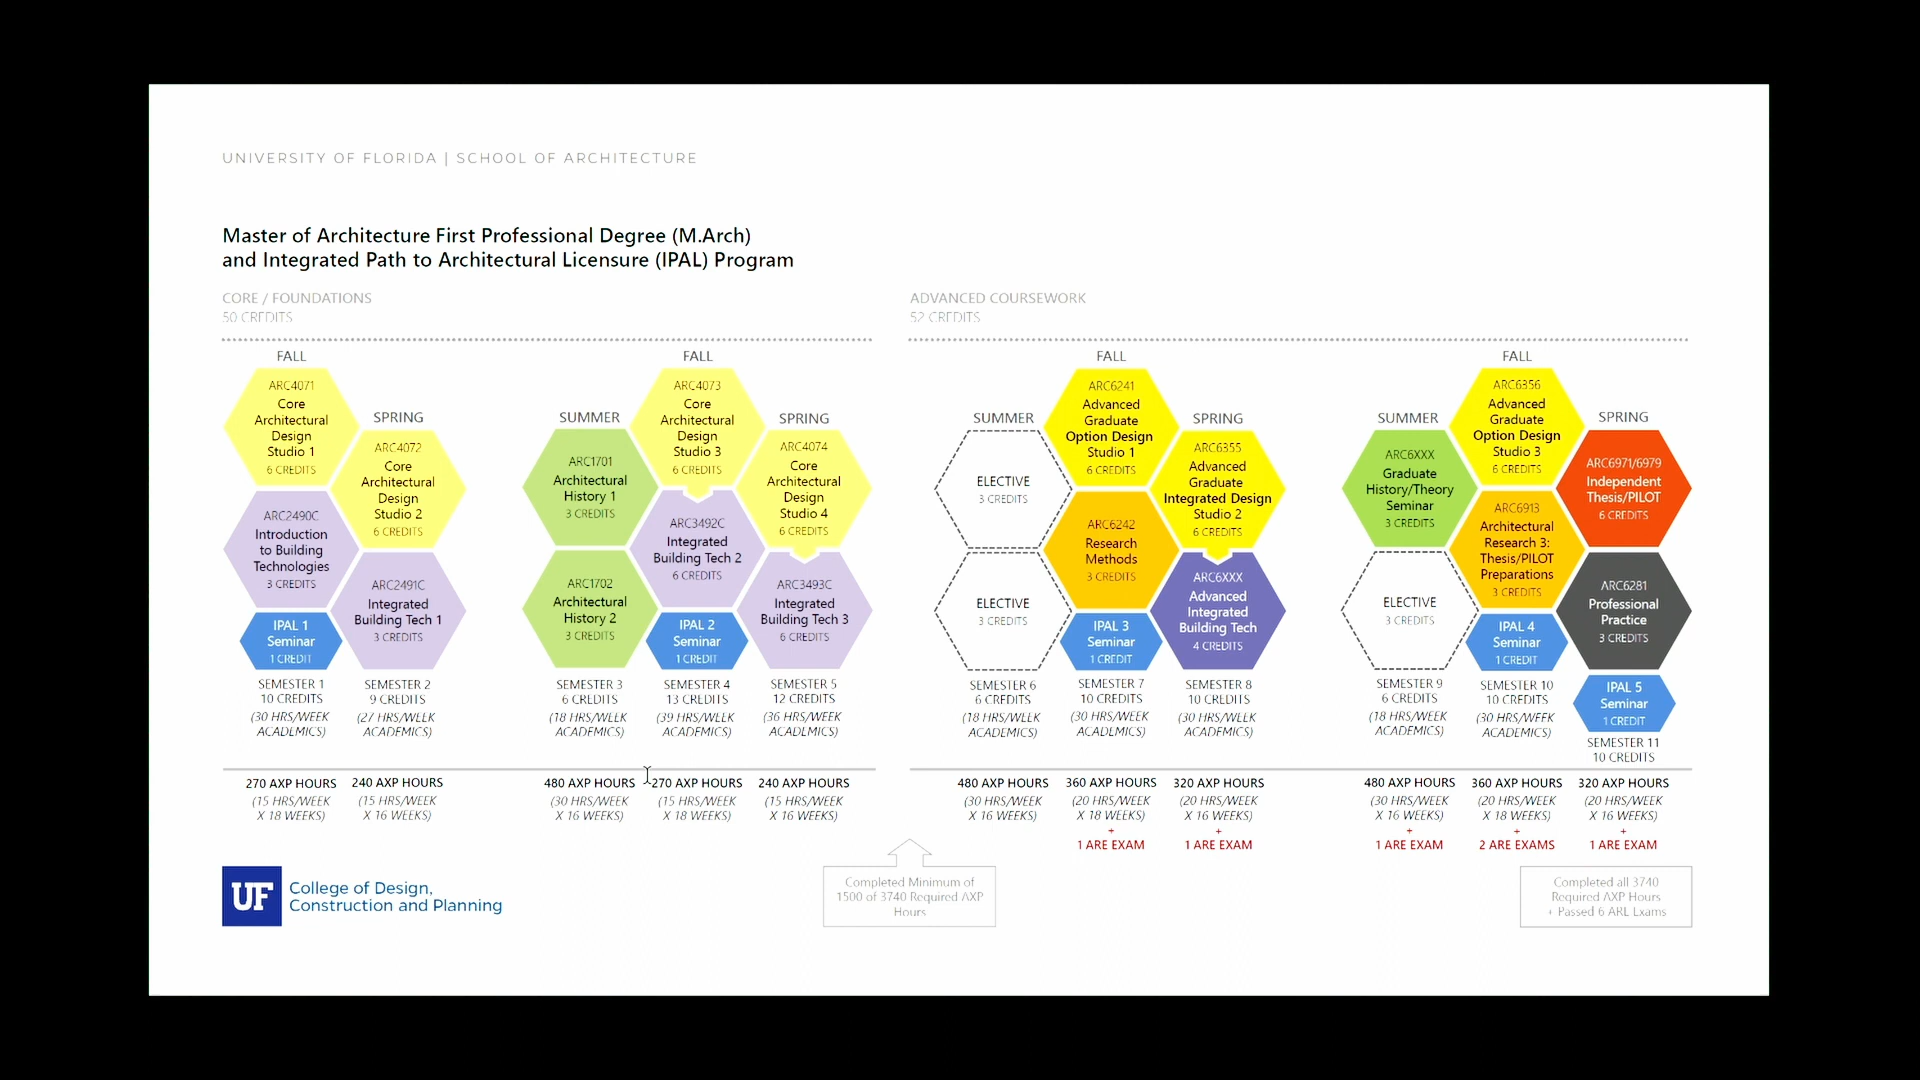 UNIVERSITY OF FLORIDA | SCHOOL OF ARCHITECTURE
Master of Architecture First Professional Degree (M.Arch)
and Integrated Path to Architectural Licensure (IPAL) Program
CORE / FOUNDATIONS
50 CREDITS
FALL
ARC4071
Core
Architectural
Design
Studio 1
6 CREDITS
ARC2490C
Introduction
to Building
Technologies
3 CREDITS
IPAL 1
Seminar
1 CREDIT
SEMESTER 1
10 CREDITS
(30 HRS/WEEK
ACADEMICS)
270 AXP HOURS
(15 HRS/WEEK
X 18 WEEKS)
SPRING
ARC4072
Core
Architectural
Design
Studio 2
6 CREDITS
ARC2491C
Integrated
Building Tech 1
3 CREDITS
SEMESTER 2
9 CREDITS
(27 HRS/WEEK
ACADEMICS)
240 AXP HOURS
(15 HRS/WEEK
X 16 WEEKS)
SUMMER
ARC1701
Architectural
History 1
3 CREDITS
ARC1702
Architectural
History 2
3 CREDITS
SEMESTER 3
6 CREDITS
(18 HRS/WEEK
ACADEMICS)
480 AXP HOURS
(30 HRS/WEEK
X 16 WEEKS)
FALL
ARC4073
Core
Architectural
Design
Studio 3
6 CREDITS
ARC3492C
Integrated
Building Tech 2
6 CREDITS
IPAL 2
Seminar
1 CREDIT
SEMESTER 4
13 CREDITS
(39 HRS/WEEK
ACADEMICS)
270 AXP HOURS
(15 HRS/WEEK
X 18 WEEKS)
SPRING
ARC4074
Core
Architectural
Design
Studio 4
6 CREDITS
ARC3493C
Integrated
Building Tech 3
6 CREDITS
SEMESTER 5
12 CREDITS
(36 HRS/WEEK
ACADEMICS)
240 AXP HOURS
(15 HRS/WEEK
X 16 WEEKS)
ADVANCED COURSEWORK
52 CREDITS
SUMMER
ELECTIVE
3 CREDITS
ELECTIVE
3 CREDITS
SEMESTER 6
6 CREDITS
(18 HRS/WEEK
ACADEMICS)
480 AXP HOURS
(30 HRS/WEEK
X 16 WEEKS)
FALL
ARC6241
Advanced
Graduate
Option Design
Studio 1
6 CREDITS
ARC6242
Research
Methods
3 CREDITS
IPAL 3
Seminar
1 CREDIT
SEMESTER 7
10 CREDITS
(30 HRS/WEEK
ACADEMICS)
360 AXP HOURS
(20 HRS/WEEK
X 18 WEEKS)
+
1 ARE EXAM
SPRING
ARC6355
Advanced
Graduate
Integrated Design
Studio 2
6 CREDITS
ARC6XXX
Advanced
Integrated
Building Tech
4 CREDITS
SEMESTER 8
10 CREDITS
(30 HRS/WEEK
ACADEMICS)
320 AXP HOURS
(20 HRS/WEEK
X 16 WEEKS)
+
1 ARE EXAM
SUMMER
ARC6XXX
Graduate
History/Theory
Seminar
3 CREDITS
ELECTIVE
3 CREDITS
SEMESTER 9
6 CREDITS
(18 HRS/WEEK
ACADEMICS)
480 AXP HOURS
(30 HRS/WEEK
X 16 WEEKS)
+
1 ARE EXAM
FALL
ARC6356
Advanced
Graduate
Option Design
Studio 3
6 CREDITS
ARC6913
Architectural
Research 3:
Thesis/PILOT
Preparations
3 CREDITS
IPAL 4
Seminar
1 CREDIT
SEMESTER 10
10 CREDITS
(30 HRS/WEEK
ACADEMICS)
360 AXP HOURS
(20 HRS/WEEK
X 18 WEEKS)
+
2 ARE EXAMS
SPRING
ARC6971/6979
Independent
Thesis/PILOT
6 CREDITS
ARC6281
Professional
Practice
3 CREDITS
IPAL 5
Seminar
1 CREDIT
SEMESTER 11
10 CREDITS
320 AXP HOURS
(20 HRS/WEEK
X 16 WEEKS)
+
1 ARE EXAM
UF
College of Design,
Construction and Planning
Completed Minimum of
1500 of 3740 Required AXP
Hours
Completed all 3740
Required AXP Hours
+ Passed 6 ARE Exams